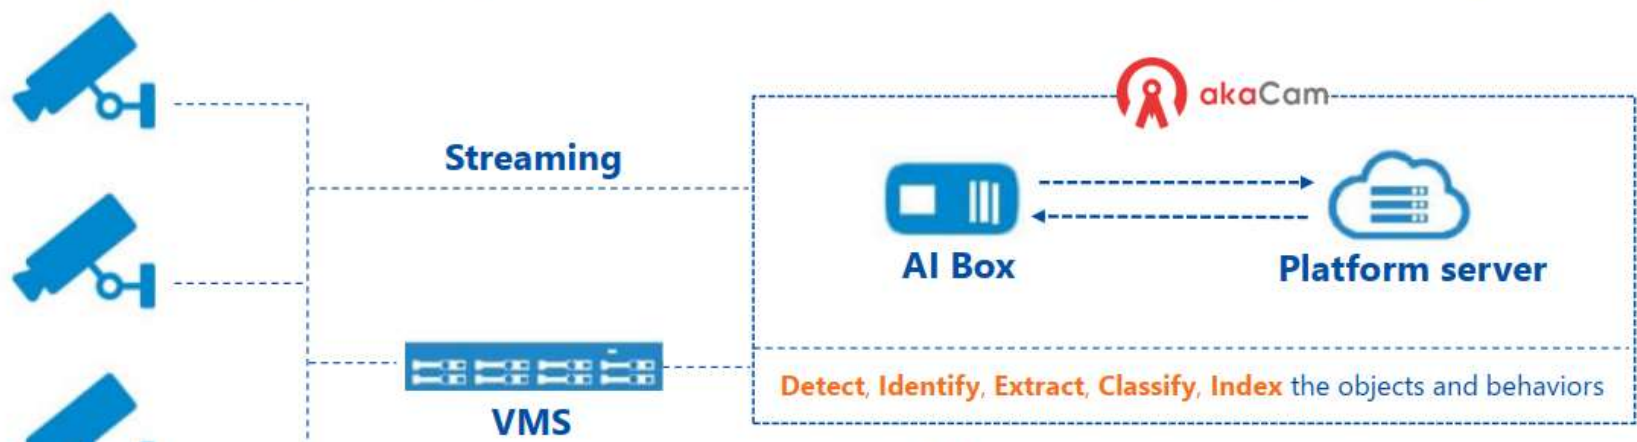 akaCam
Streaming
AI Box
Platform server
Detect, Identify, Extract, Classify, Index the objects and behaviors
VMS